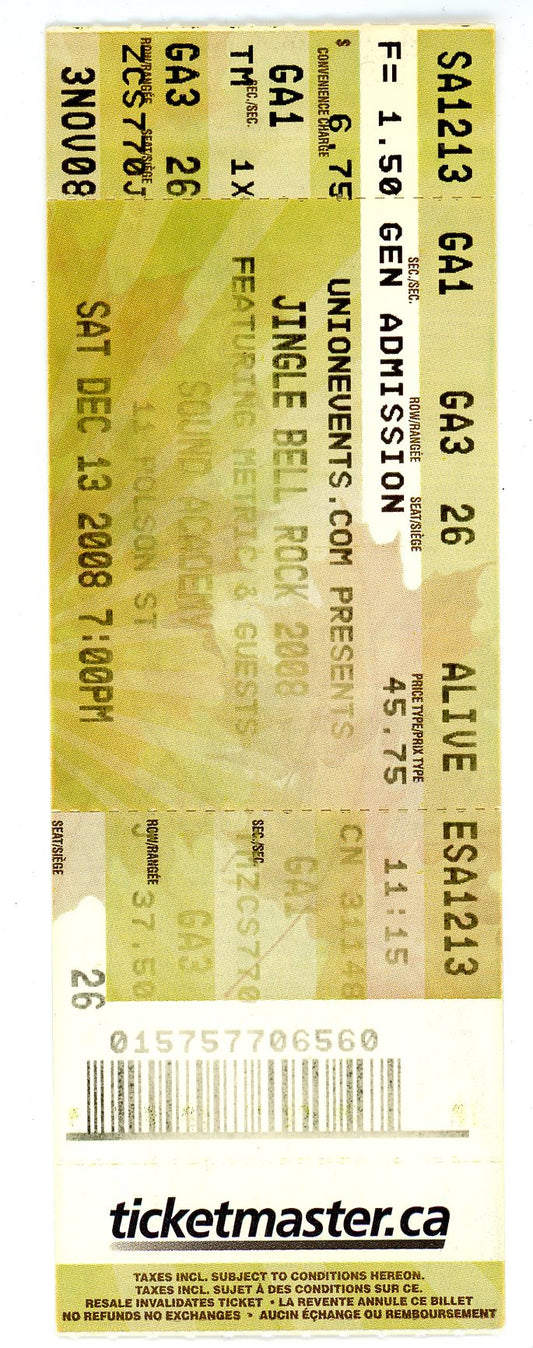 SA1213 GA1 GA3 26 ALIVE ESA1213
SEC./SEC. ROW/RANGÉE SEAT/SIÈGE PRICE TYPE/PRIX TYPE
F= 1.50 GEN ADMISSION 45.75 11:15
$ 6.75 UNIONEVENTS.COM PRESENTS CN 31148
CONVENIENCE CHARGE
GA1 JINGLE BELL ROCK 2008 GA1
SEC./SEC. SEC./SEC.
TM 1X FEATURING METRIC & GUESTS TMZCS770
GA3 26 SOUND ACADEMY GA3
ROW/RANGÉE SEAT/SIÈGE ROW/RANGÉE
ZCS770J 11 POLSON ST J 37.50
3NOV08 SAT DEC 13 2008 7:00PM 26
SEAT/SIÈGE
015757706560
ticketmaster.ca
TAXES INCL. SUBJECT TO CONDITIONS HEREON.
TAXES INCL. SUJET À DES CONDITIONS SUR CE.
RESALE INVALIDATES TICKET • LA REVENTE ANNULE CE BILLET
NO REFUNDS NO EXCHANGES • AUCIN ÉCHANGE OU REMBOURSEMENT